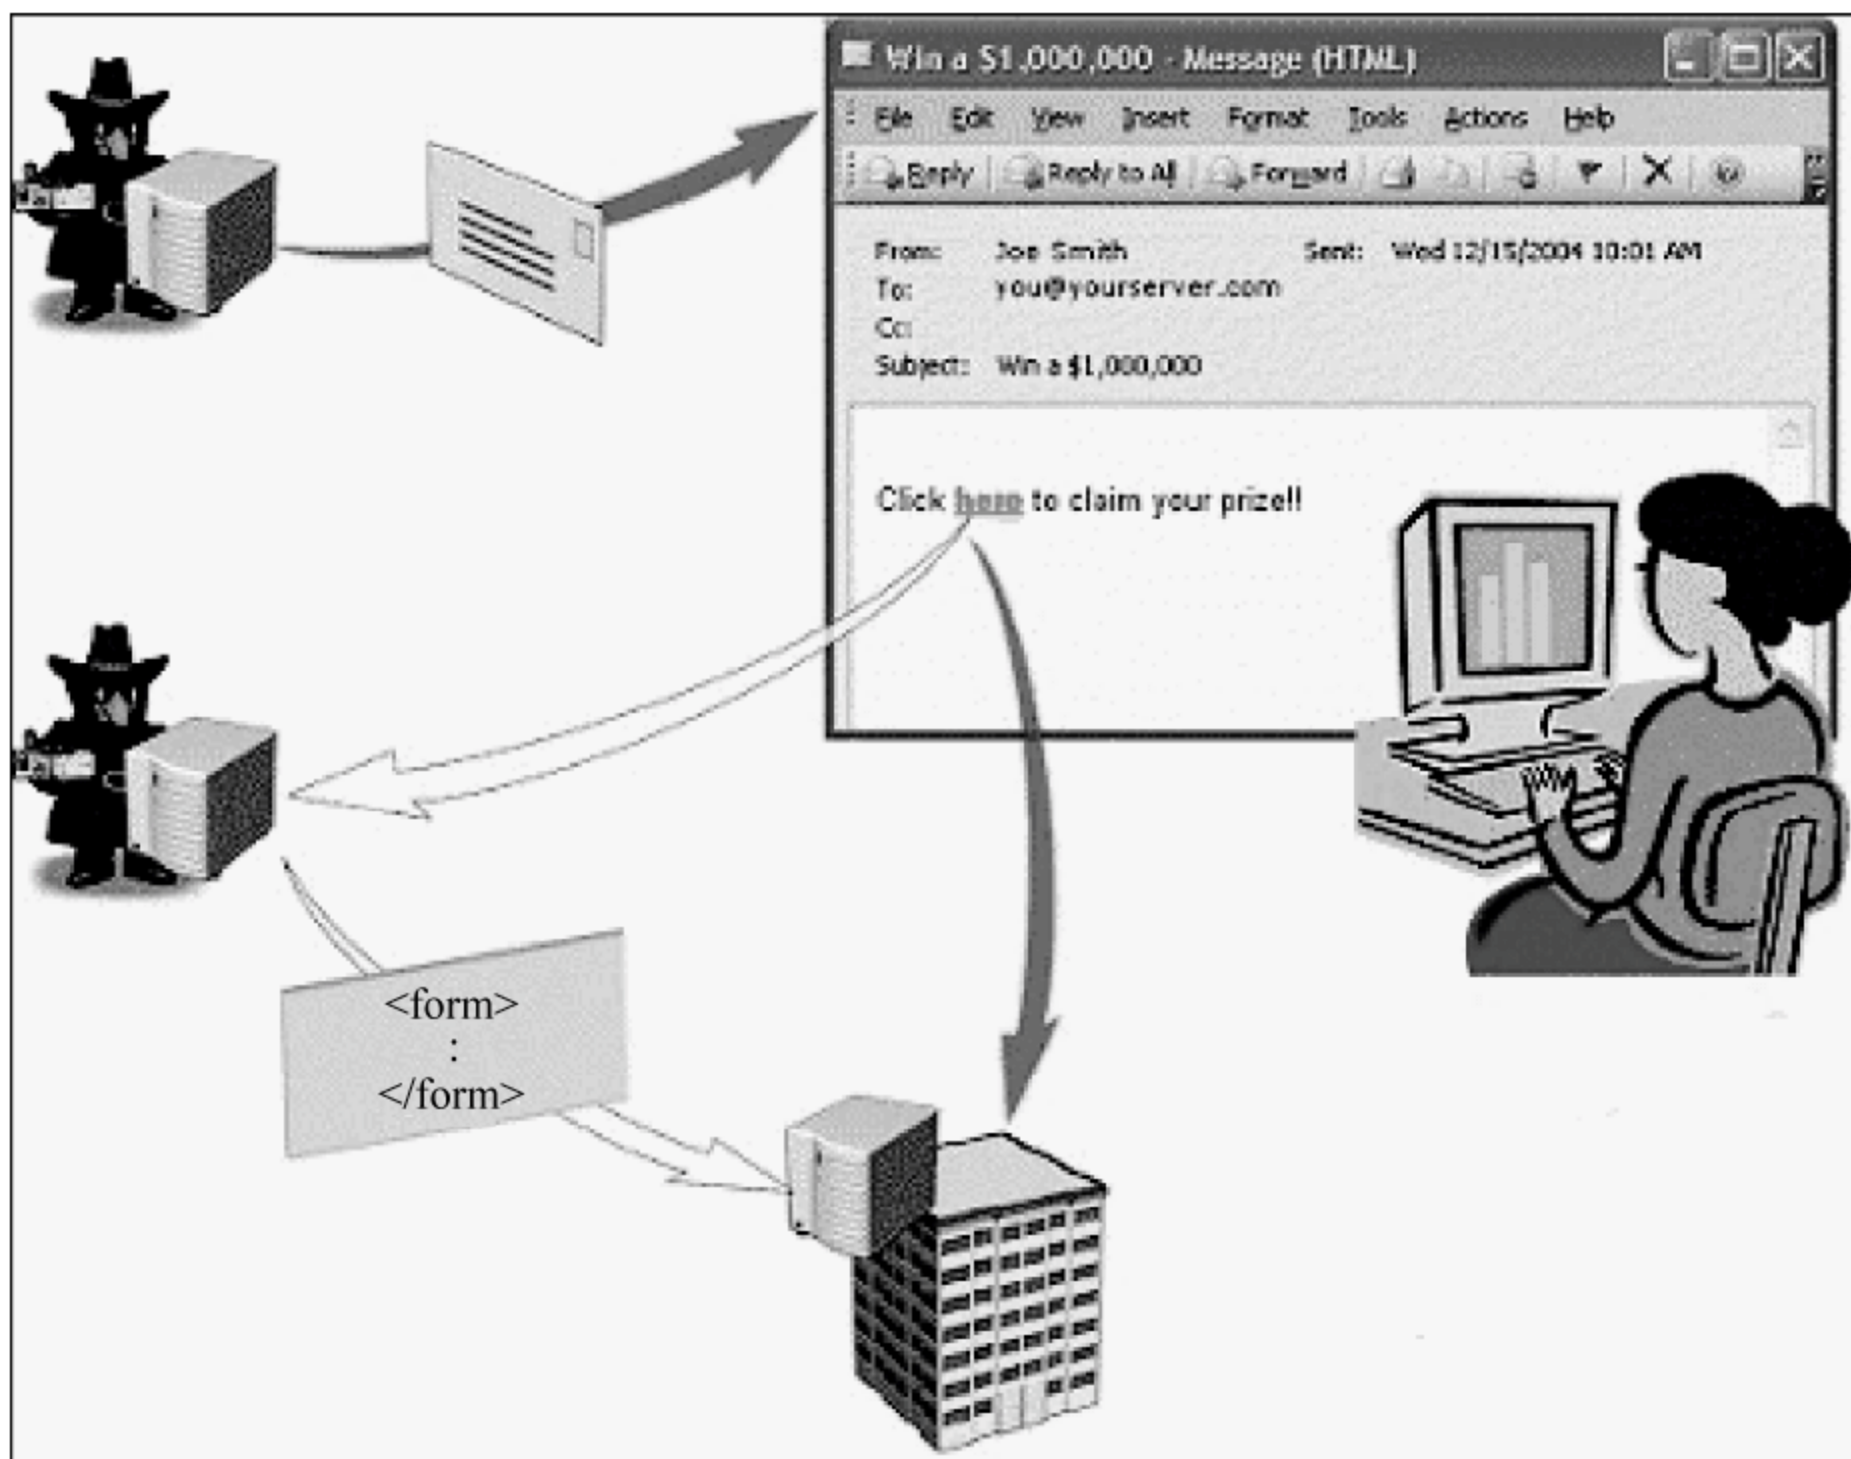 Win a $1,000,000 - Message (HTML)
File Edit View Insert Format Tools Actions Help
Reply Reply to All Forward
From: Joe Smith Sent: Wed 12/15/2004 10:01 AM
To: you@yourserver.com
Cc:
Subject: Win a $1,000,000
Click here to claim your prize!!
<form>
:
</form>